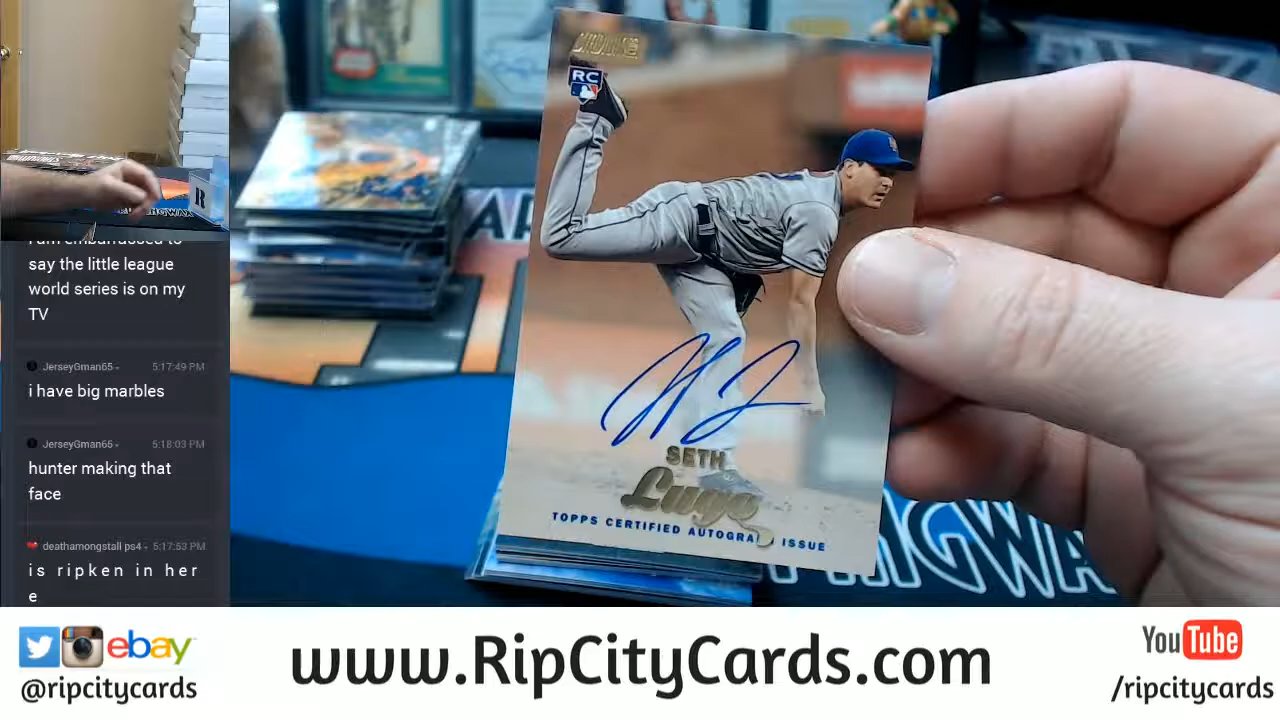 i am embarrassed to
say the little league
world series is on my
TV
JerseyGman65
5:17:49 PM
i have big marbles
JerseyGman65
5:18:03 PM
hunter making that
face
deathamongstall ps4
5:17:53 PM
is ripken in her
e
RC
SETH
Lugo
TOPPS CERTIFIED AUTOGRA ISSUE
ebay
@ripcitycards
www.RipCityCards.com
YouTube
/ripcitycards